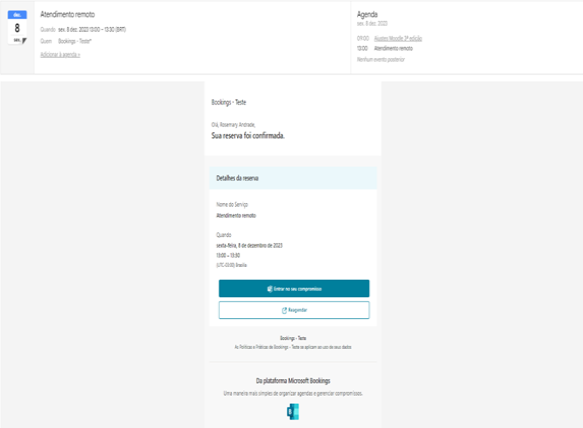 dez.
8
sex.
Atendimento remoto
Quando sex. 8 dez. 2023 13:00 – 13:30 (BRT)
Quem Bookings - Teste*
Adicionar à agenda »
Agenda
sex. 8 dez. 2023
09:00 Ajustes Moodle 2ª edição
13:00 Atendimento remoto
Nenhum evento posterior
Bookings - Teste
Olá, Rosemary Andrade,
Sua reserva foi confirmada.
Detalhes da reserva
Nome do Serviço
Atendimento remoto
Quando
sexta-feira, 8 de dezembro de 2023
13:00 – 13:30
(UTC-03:00) Brasília
Entrar no seu compromisso
Reagendar
Bookings - Teste
As Políticas e Práticas de Bookings - Teste se aplicam ao uso de seus dados
Da plataforma Microsoft Bookings
Uma maneira mais simples de organizar agendas e gerenciar compromissos.